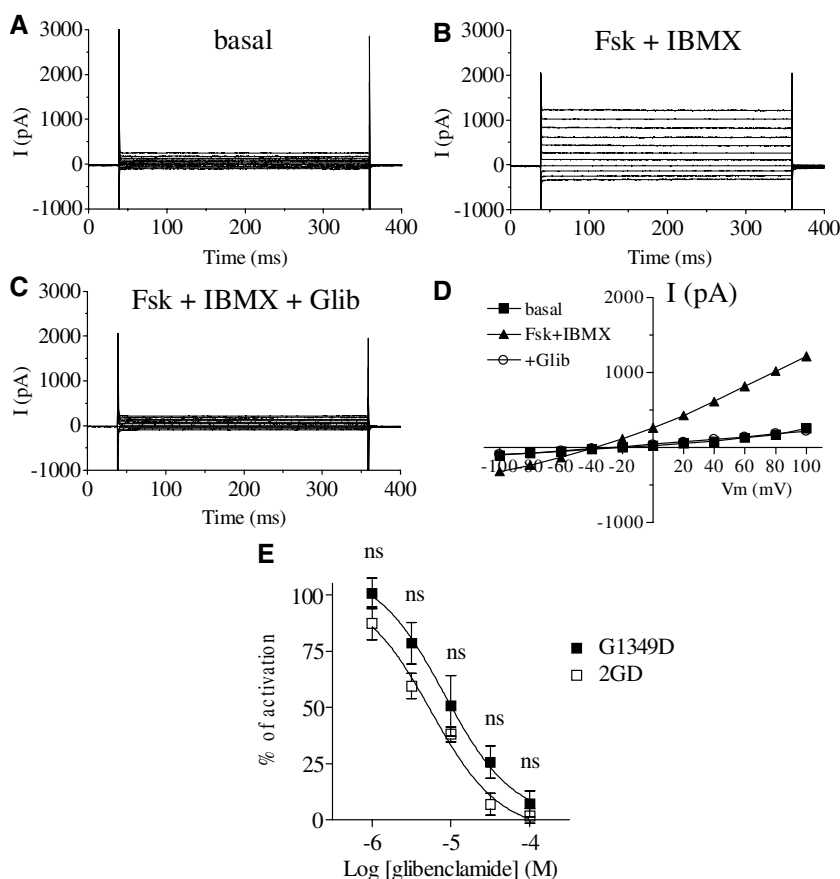 A
basal
3000
2000
1000
0
-1000
I (pA)
0 100 200 300 400
Time (ms)
B
Fsk + IBMX
3000
2000
1000
0
-1000
I (pA)
0 100 200 300 400
Time (ms)
C
Fsk + IBMX + Glib
3000
2000
1000
0
-1000
I (pA)
0 100 200 300 400
Time (ms)
D
basal
Fsk+IBMX
+Glib
I (pA)
2000
1000
-1000
-100 -80 -60 -40 -20 20 40 60 80 100
Vm (mV)
E
ns
ns
ns
ns
ns
100
75
50
25
0
% of activation
-6 -5 -4
Log [glibenclamide] (M)
G1349D
2GD